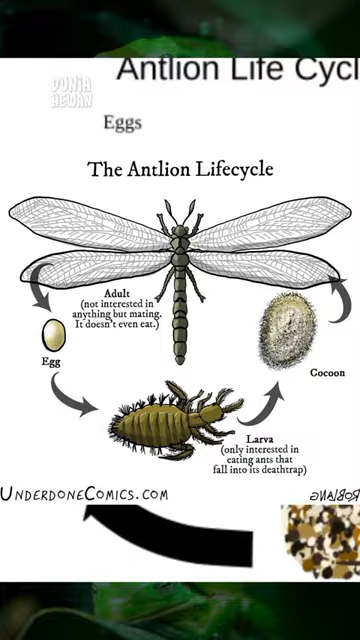 Antlion Life Cycl
DUNIA
HEWAN
Eggs
The Antlion Lifecycle
Adult
(not interested in
anything but mating.
It doesn't even eat.)
Egg
Cocoon
Larva
(only interested in
eating ants that
fall into its deathtrap)
UNDERDONECOMICS.COM